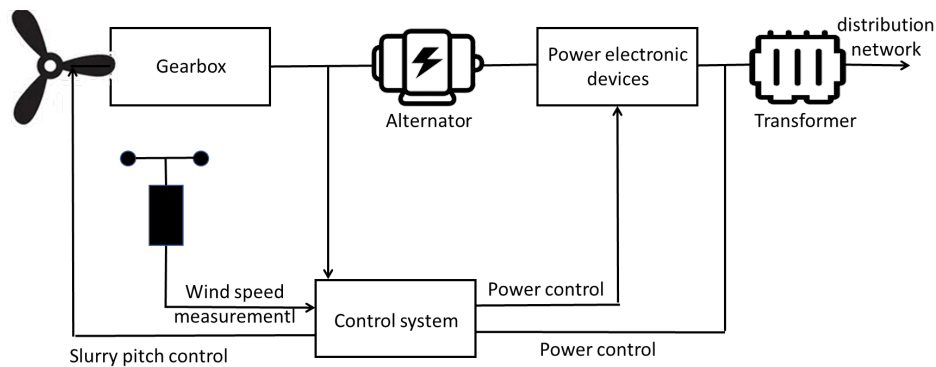 distribution
network
Gearbox
Power electronic
devices
Alternator
Transformer
Wind speed
measurementl
Power control
Control system
Slurry pitch control
Power control